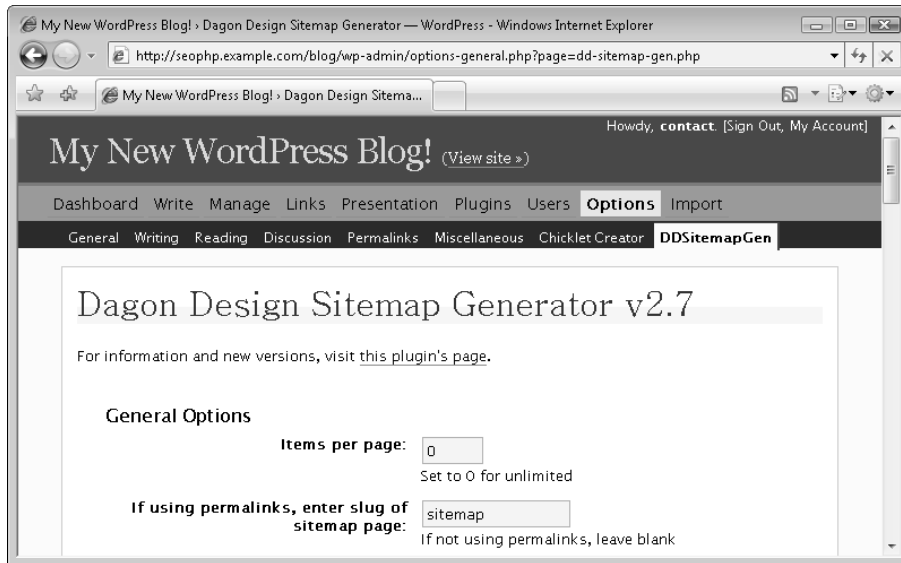 My New WordPress Blog! › Dagon Design Sitemap Generator — WordPress - Windows Internet Explorer
http://seophp.example.com/blog/wp-admin/options-general.php?page=dd-sitemap-gen.php
My New WordPress Blog! › Dagon Design Sitema...
Howdy, contact. [Sign Out, My Account]
My New WordPress Blog! (View site »)
Dashboard Write Manage Links Presentation Plugins Users Options Import
General Writing Reading Discussion Permalinks Miscellaneous Chicklet Creator DDSitemapGen
Dagon Design Sitemap Generator v2.7
For information and new versions, visit this plugin's page.
General Options
Items per page: 0
Set to 0 for unlimited
If using permalinks, enter slug of
sitemap page: sitemap
If not using permalinks, leave blank